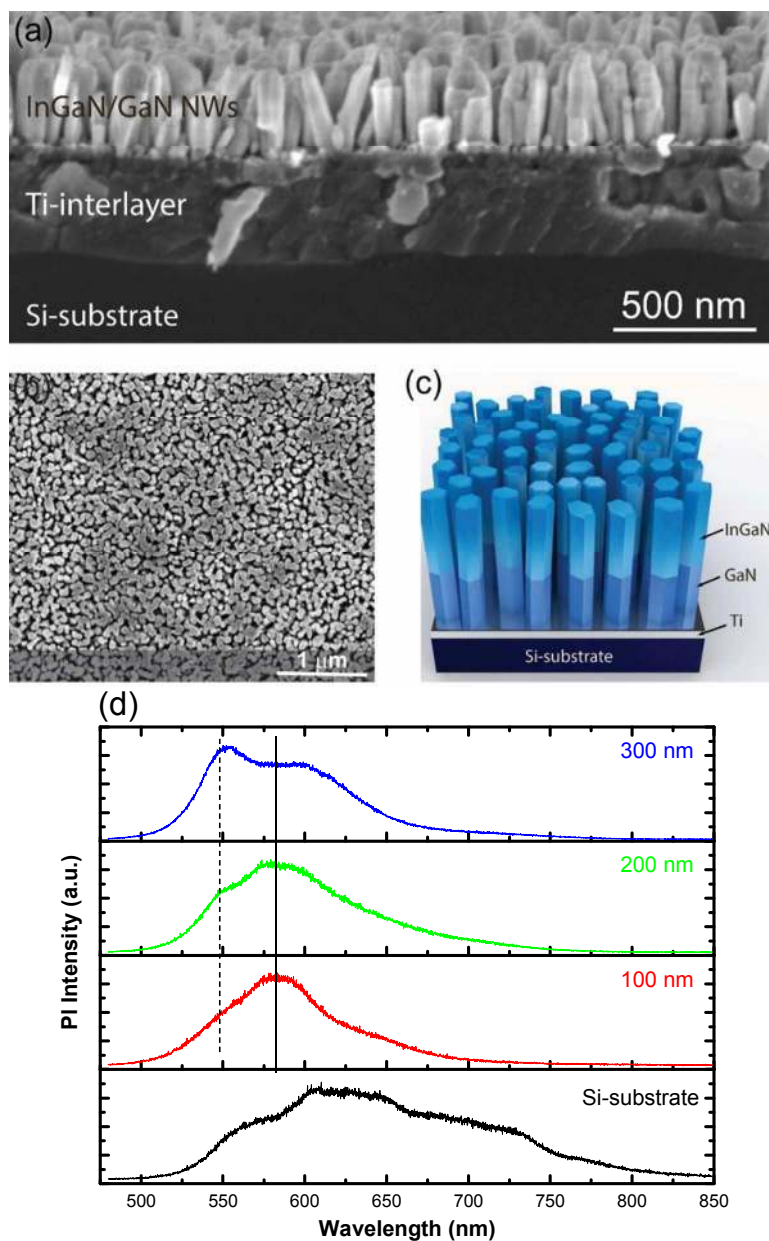 (a)
InGaN/GaN NWs
Ti-interlayer
Si-substrate
500 nm
(b)
1 µm
(c)
InGaN
GaN
Ti
Si-substrate
(d)
300 nm
200 nm
100 nm
Si-substrate
PI Intensity (a.u.)
500 550 600 650 700 750 800 850
Wavelength (nm)